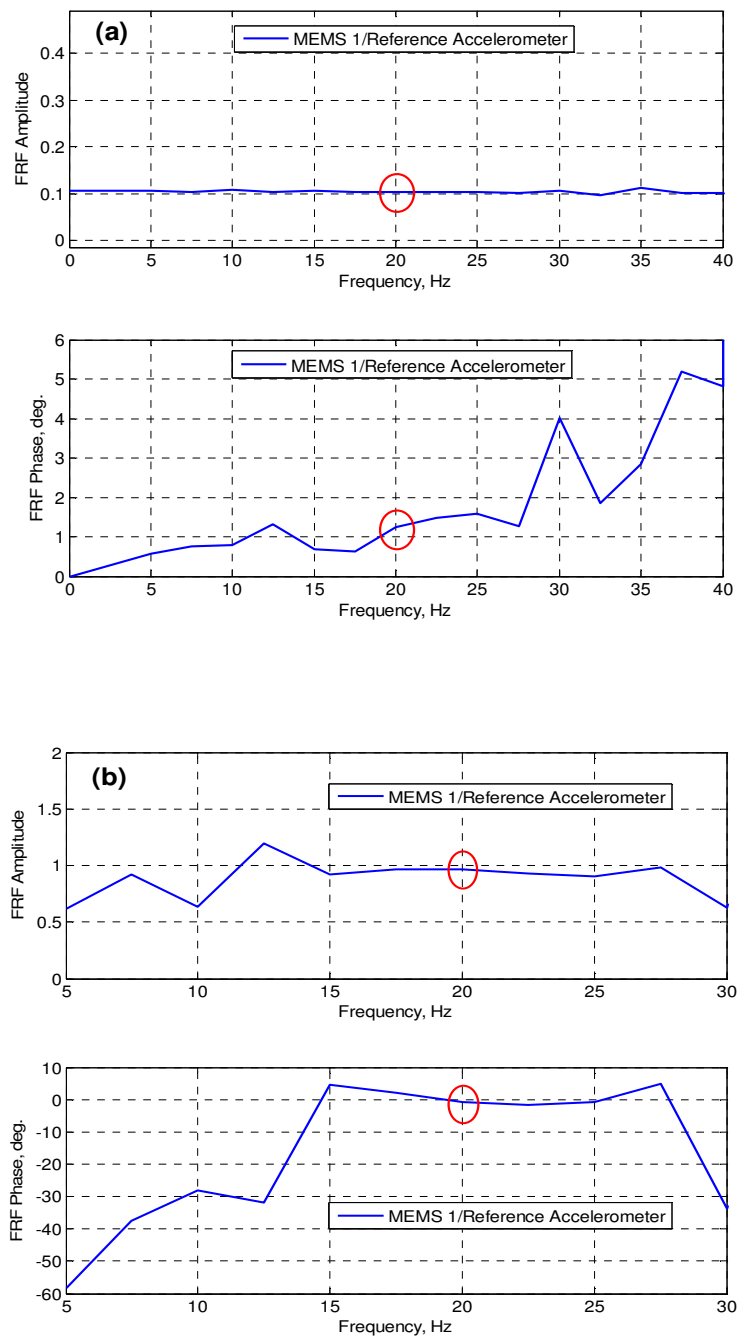 (a)
MEMS 1/Reference Accelerometer
FRF Amplitude
0.4
0.3
0.2
0.1
0
0 5 10 15 20 25 30 35 40
Frequency, Hz
MEMS 1/Reference Accelerometer
FRF Phase, deg.
6
5
4
3
2
1
0
0 5 10 15 20 25 30 35 40
Frequency, Hz
(b)
MEMS 1/Reference Accelerometer
FRF Amplitude
2
1.5
1
0.5
0
5 10 15 20 25 30
Frequency, Hz
FRF Phase, deg.
10
0
-10
-20
-30
-40
-50
-60
MEMS 1/Reference Accelerometer
5 10 15 20 25 30
Frequency, Hz